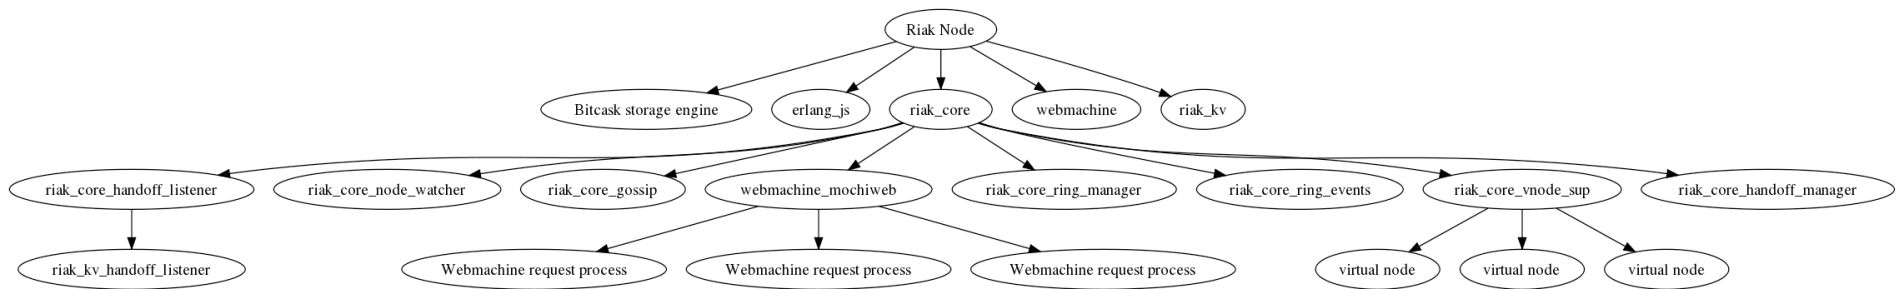 Riak Node
Bitcask storage engine
erlang_js
riak_core
webmachine
riak_kv
riak_core_handoff_listener
riak_core_node_watcher
riak_core_gossip
webmachine_mochiweb
riak_core_ring_manager
riak_core_ring_events
riak_core_vnode_sup
riak_core_handoff_manager
riak_kv_handoff_listener
Webmachine request process
Webmachine request process
Webmachine request process
virtual node
virtual node
virtual node